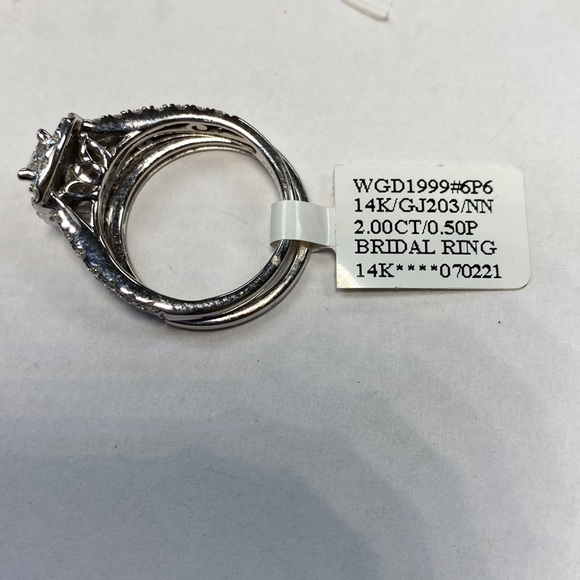 WGD1999#6P6
14K/GJ203/NN
2.00CT/0.50P
BRIDAL RING
14K****070221